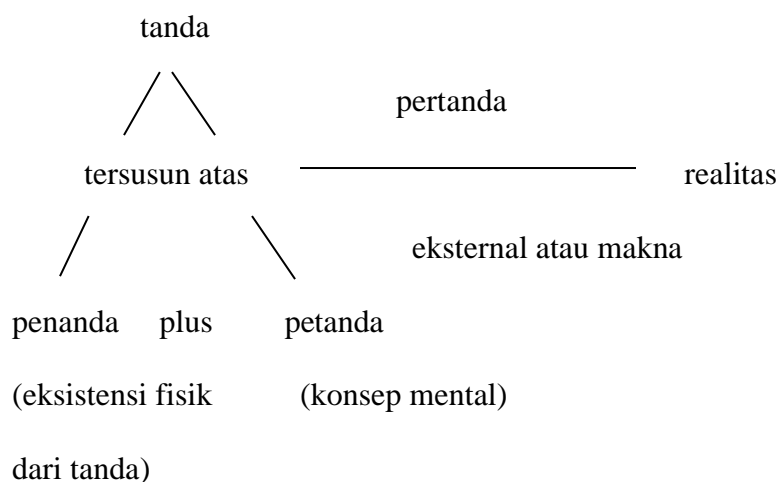 tanda
pertanda
tersusun atas realitas
eksternal atau makna
penanda plus petanda
(eksistensi fisik (konsep mental)
dari tanda)